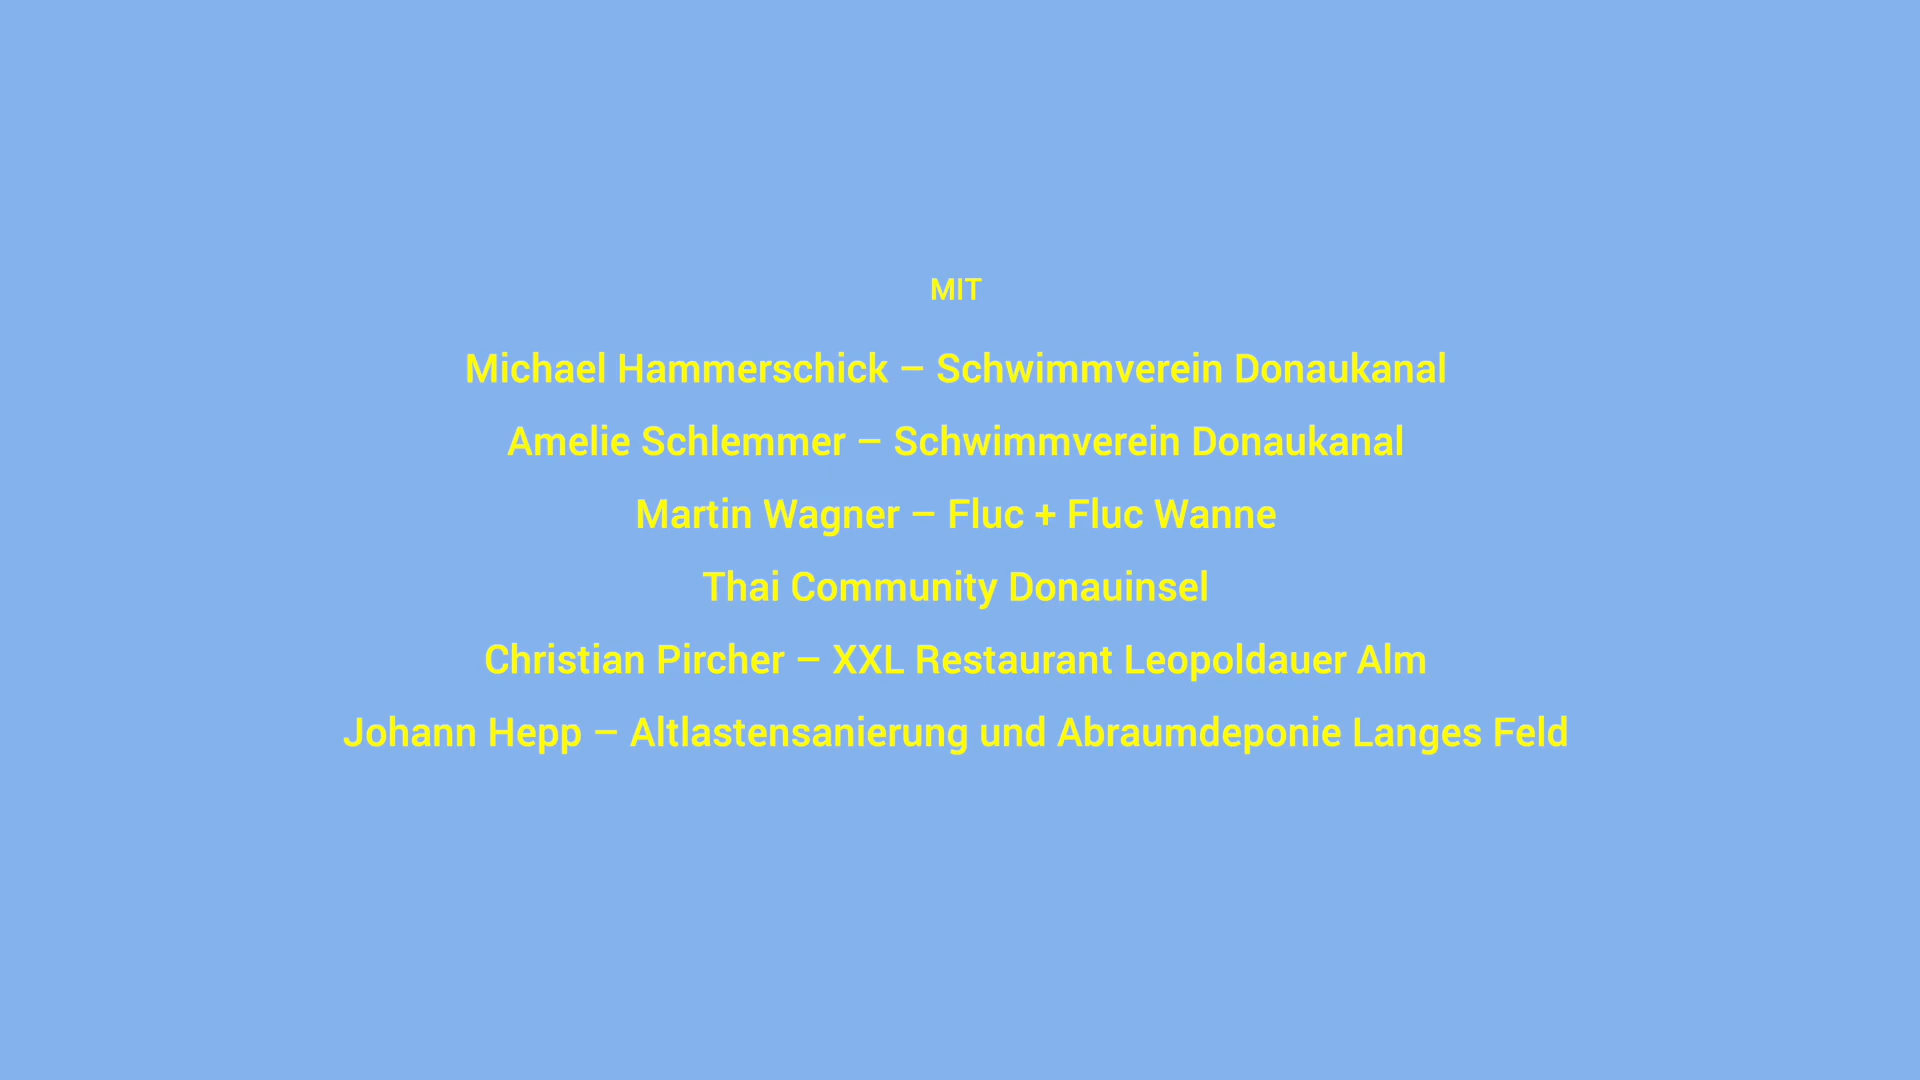 MIT
Michael Hammerschick – Schwimmverein Donaukanal
Amelie Schlemmer – Schwimmverein Donaukanal
Martin Wagner – Fluc + Fluc Wanne
Thai Community Donauinsel
Christian Pircher – XXL Restaurant Leopoldauer Alm
Johann Hepp – Altlastensanierung und Abraumdeponie Langes Feld